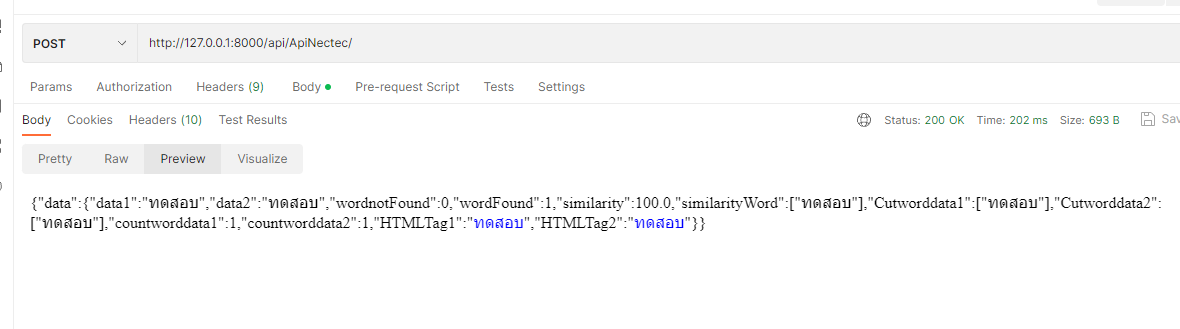 POST http://127.0.0.1:8000/api/ApiNectec/
Params Authorization Headers (9) Body Pre-request Script Tests Settings
Body Cookies Headers (10) Test Results Status: 200 OK Time: 202 ms Size: 693 B Sav
Pretty Raw Preview Visualize
{"data":{"data1":"ทดสอบ","data2":"ทดสอบ","wordnotFound":0,"wordFound":1,"similarity":100.0,"similarityWord":["ทดสอบ"],"Cutworddata1":["ทดสอบ"],"Cutworddata2":
["ทดสอบ"],"countworddata1":1,"countworddata2":1,"HTMLTag1":"ทดสอบ","HTMLTag2":"ทดสอบ"}}